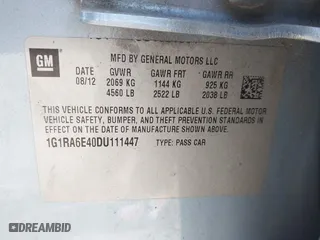 GM
MFD BY GENERAL MOTORS LLC
DATE GVWR GAWR FRT GAWR RR
08/12 2069 KG 1144 KG 925 KG
4560 LB 2522 LB 2038 LB
THIS VEHICLE CONFORMS TO ALL APPLICABLE U.S. FEDERAL MOTOR
VEHICLE SAFETY, BUMPER, AND THEFT PREVENTION STANDARDS IN
EFFECT ON THE DATE OF MANUFACTURE SHOWN ABOVE.
1G1RA6E40DU111447 TYPE: PASS CAR
AUTOBIDMASTER